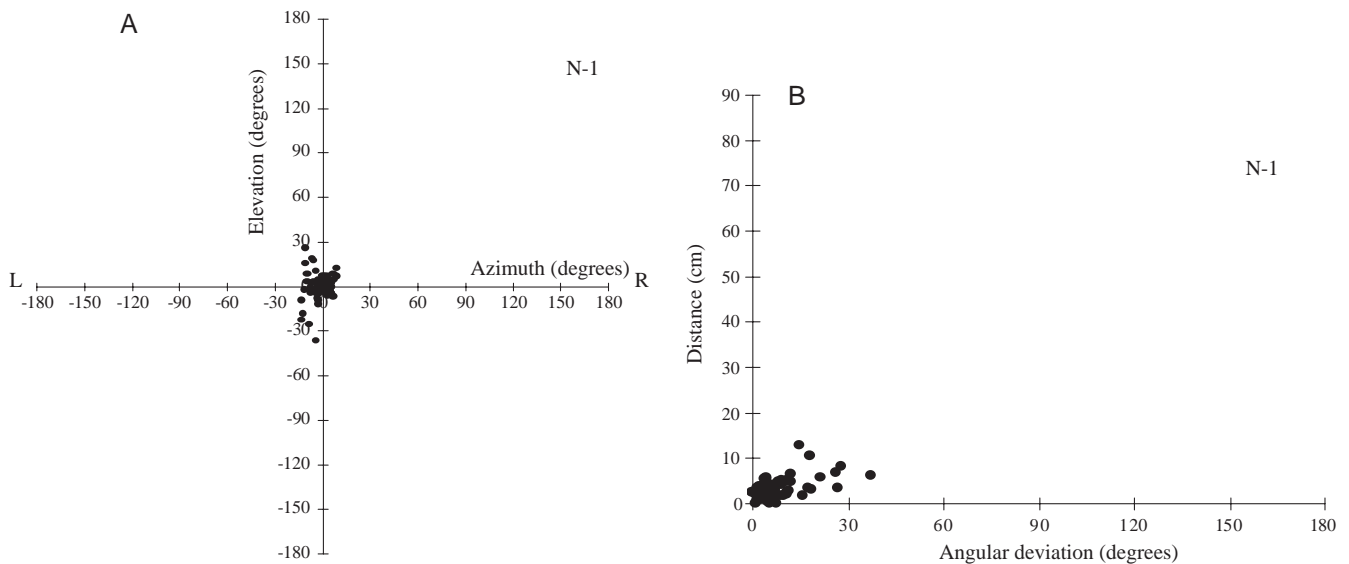 A
180
150
N-1
120
90
60
30
Elevation (degrees)
Azimuth (degrees)
L
R
-180 -150 -120 -90 -60 -30 0 30 60 90 120 150 180
-30
-60
-90
-120
-150
-180
B
90
80
N-1
70
60
50
40
30
20
10
0
Distance (cm)
0 30 60 90 120 150 180
Angular deviation (degrees)